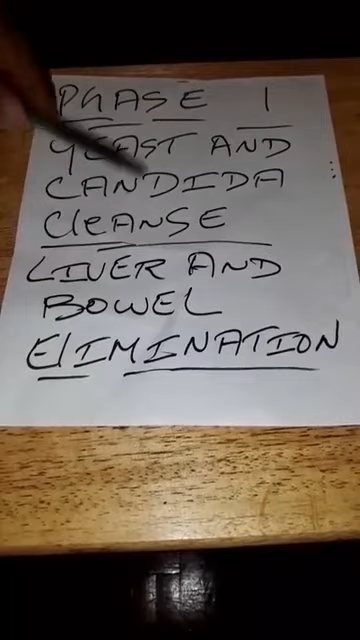 PHASE 1
YEAST AND
CANDIDA
CleANSE
LIVER AND
BOWEL
ElIMINATION